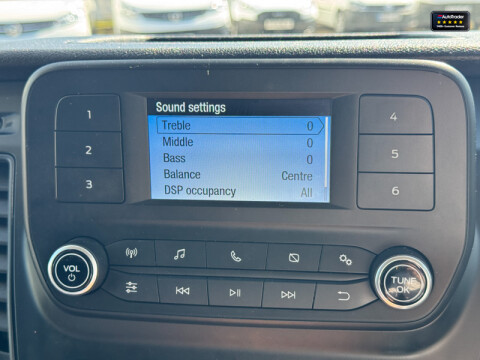 AutoTrader
Sound settings
Treble 0
Middle 0
Bass 0
Balance Centre
DSP occupancy All
1
2
3
4
5
6
VOL
TUNE
OK